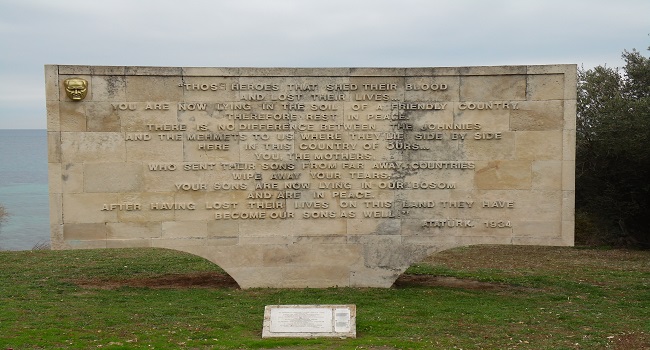 "THOSE HEROES THAT SHED THEIR BLOOD
AND LOST THEIR LIVES...
YOU ARE NOW LYING IN THE SOIL OF A FRIENDLY COUNTRY.
THEREFORE REST IN PEACE.
THERE IS NO DIFFERENCE BETWEEN THE JOHNNIES
AND THE MEHMETS TO US WHERE THEY LIE SIDE BY SIDE
HERE IN THIS COUNTRY OF OURS...
YOU, THE MOTHERS,
WHO SENT THEIR SONS FROM FAR AWAY COUNTRIES
WIPE AWAY YOUR TEARS;
YOUR SONS ARE NOW LYING IN OUR BOSOM
AND ARE IN PEACE.
AFTER HAVING LOST THEIR LIVES ON THIS LAND THEY HAVE
BECOME OUR SONS AS WELL."
ATATURK, 1934